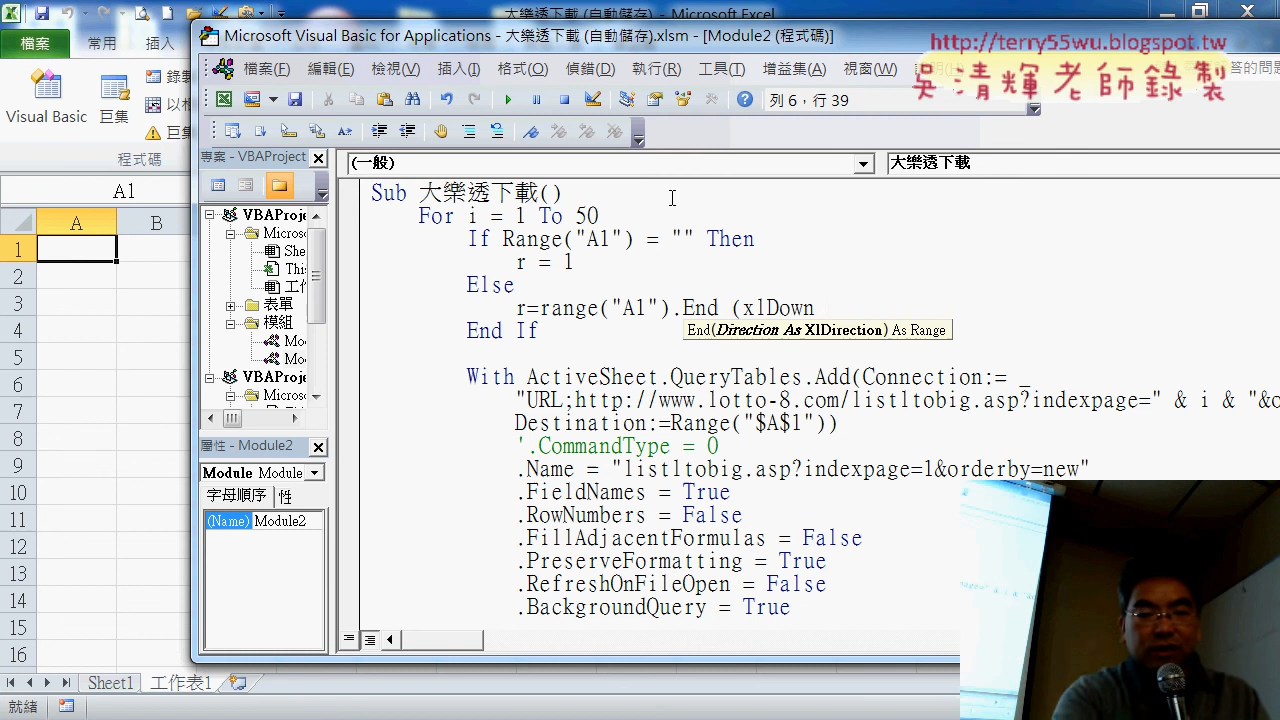 大樂透下載 (自動儲存) - Microsoft Excel
Microsoft Visual Basic for Applications - 大樂透下載 (自動儲存).xlsm - [Module2 (程式碼)]
http://terry55wu.blogspot.tw
吳清輝老師錄製
檔案 常用 插入
檔案(F) 編輯(E) 檢視(V) 插入(I) 格式(O) 偵錯(D) 執行(R) 工具(T) 增益集(A) 視窗(W)
列 6，行 39
Visual Basic 巨集
程式碼
專案 - VBAProject
(一般)
大樂透下載
A1
A B
1
2
3
4
5
6
7
8
9
10
11
12
13
14
15
16
VBAProje
Microso
She
Thi
工作
表單
模組
Mo
Mo
VBAProje
Microso
屬性 - Module2
Module Module
字母順序 性
(Name) Module2
Sub 大樂透下載()
For i = 1 To 50
If Range("A1") = "" Then
r = 1
Else
r=range("A1").End (xlDown
End(Direction As XlDirection) As Range
End If
With ActiveSheet.QueryTables.Add(Connection:= _
"URL;http://www.lotto-8.com/listltobig.asp?indexpage=" & i & "&o
Destination:=Range("$A$1"))
'.CommandType = 0
.Name = "listltobig.asp?indexpage=1&orderby=new"
.FieldNames = True
.RowNumbers = False
.FillAdjacentFormulas = False
.PreserveFormatting = True
.RefreshOnFileOpen = False
.BackgroundQuery = True
Sheet1 工作表1
就緒